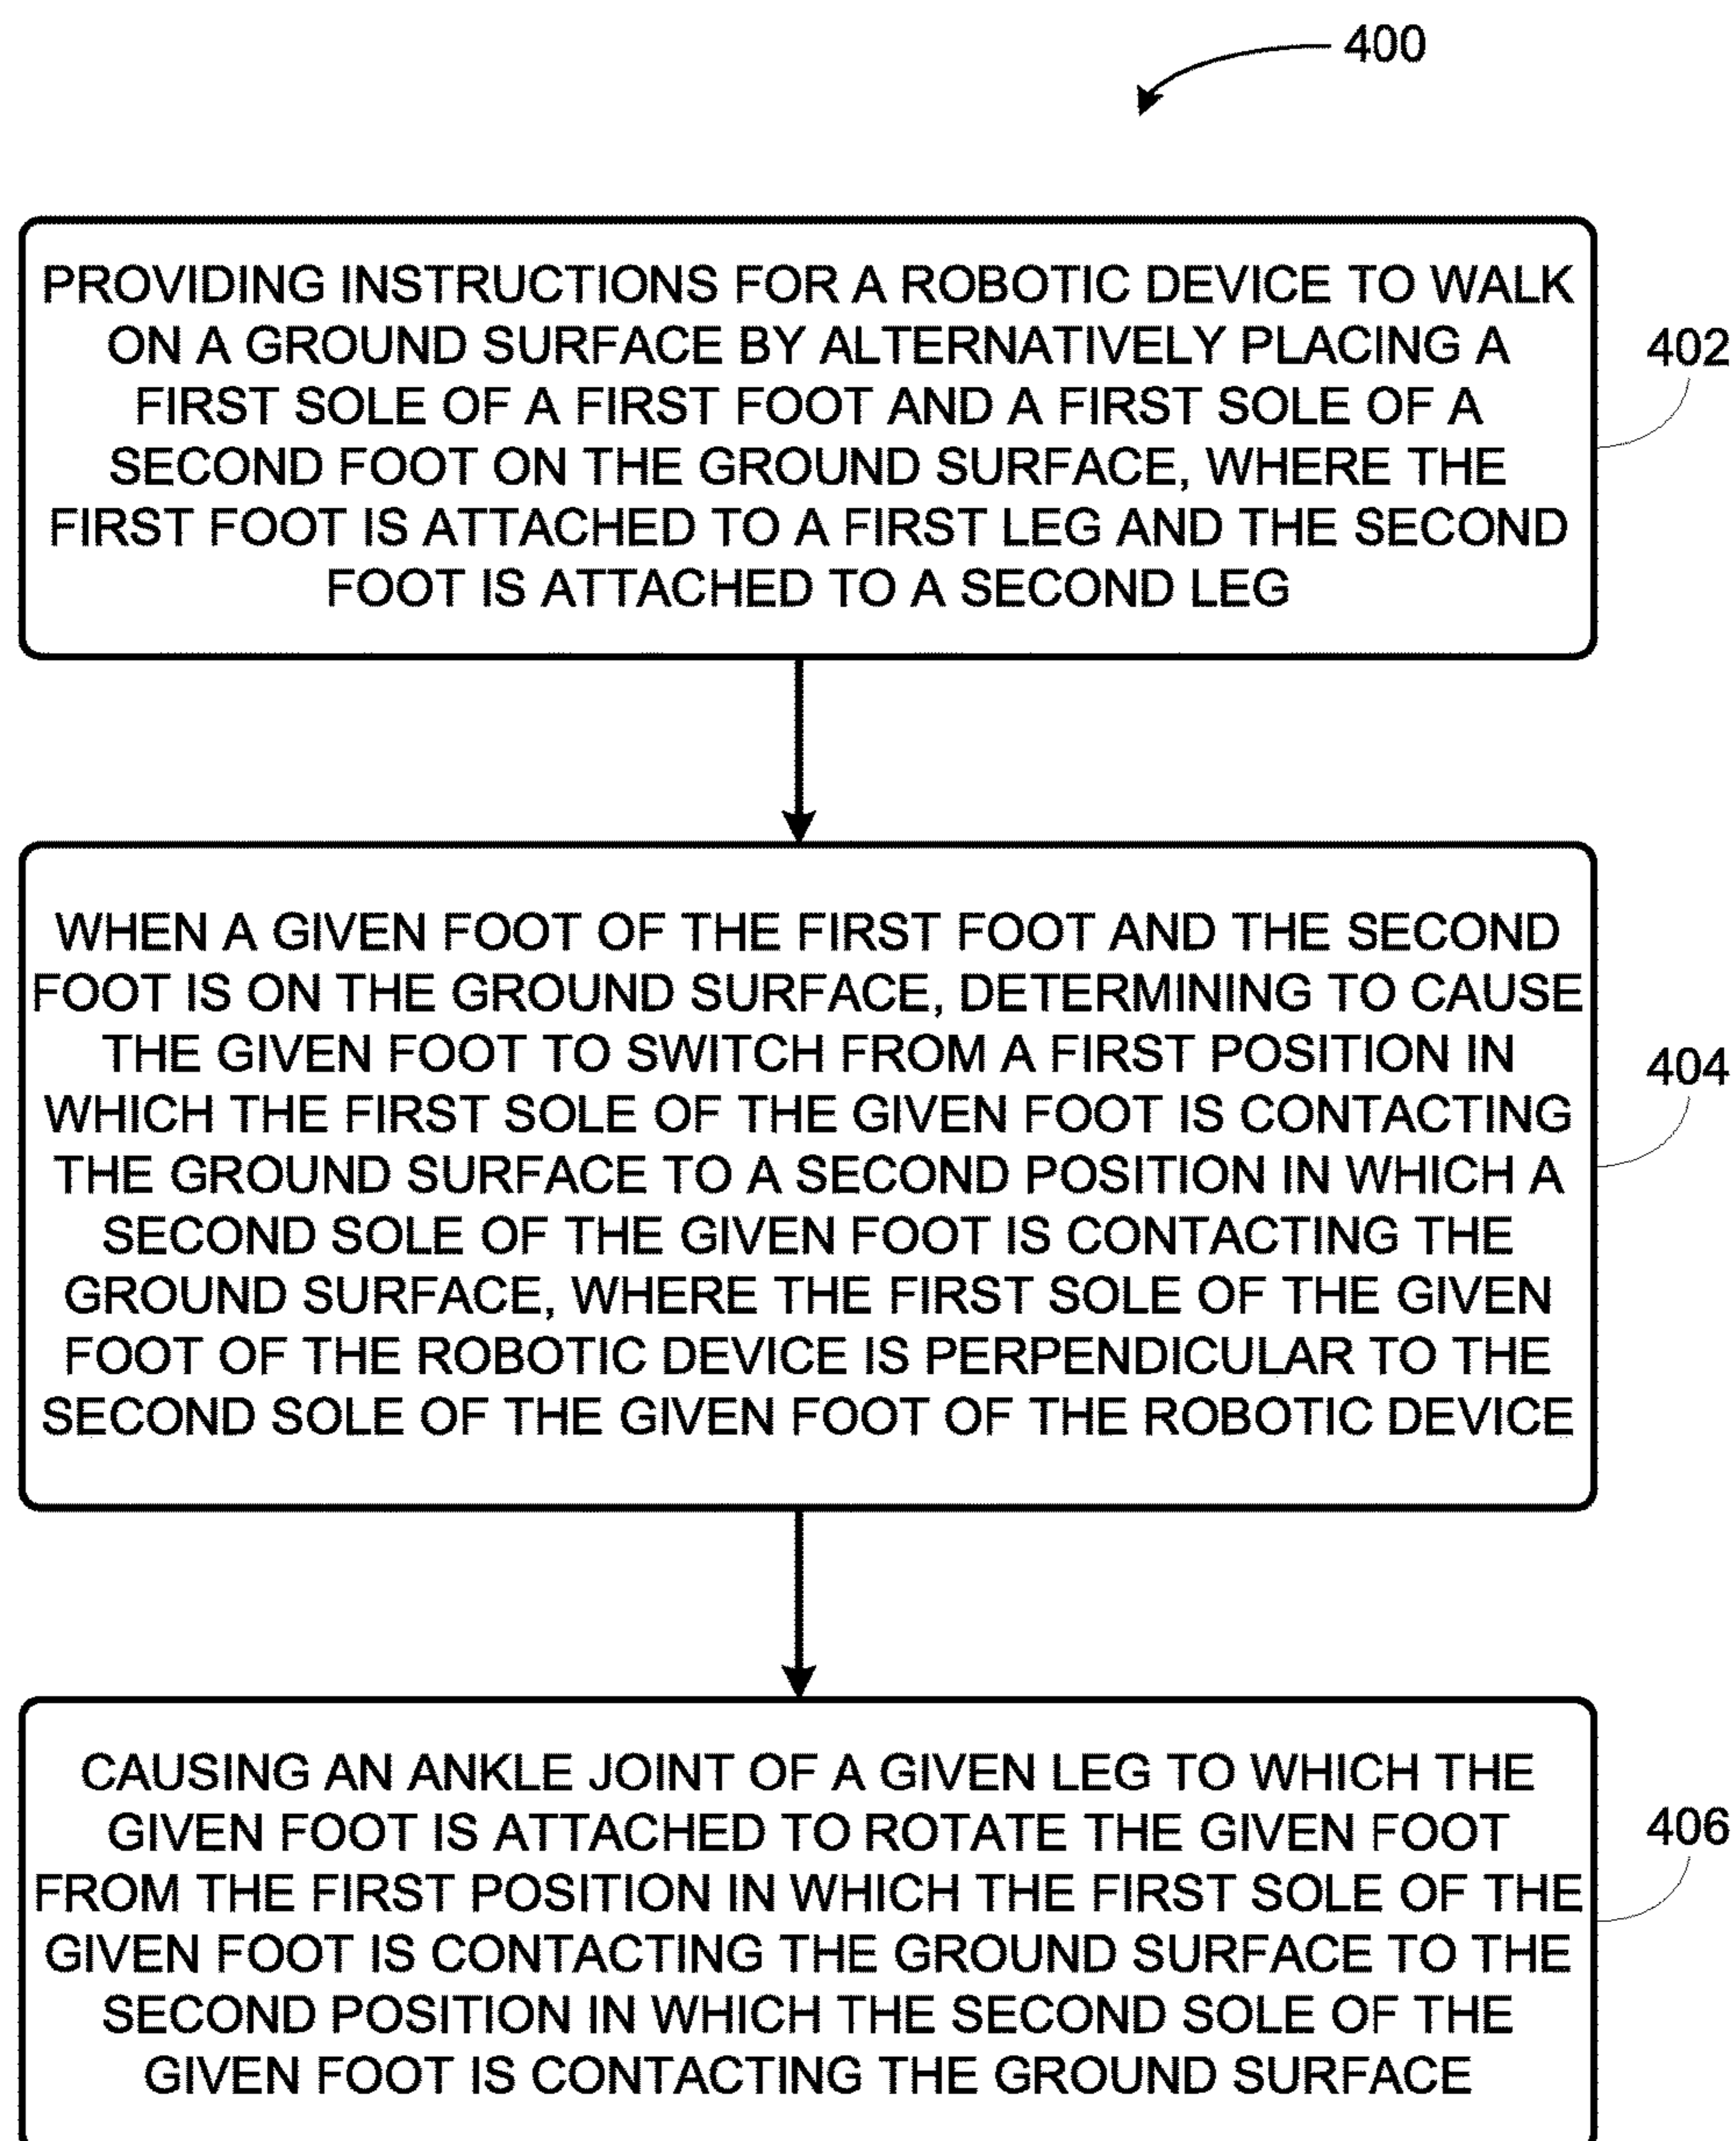 400
PROVIDING INSTRUCTIONS FOR A ROBOTIC DEVICE TO WALK
ON A GROUND SURFACE BY ALTERNATIVELY PLACING A
FIRST SOLE OF A FIRST FOOT AND A FIRST SOLE OF A
SECOND FOOT ON THE GROUND SURFACE, WHERE THE
FIRST FOOT IS ATTACHED TO A FIRST LEG AND THE SECOND
FOOT IS ATTACHED TO A SECOND LEG
402
WHEN A GIVEN FOOT OF THE FIRST FOOT AND THE SECOND
FOOT IS ON THE GROUND SURFACE, DETERMINING TO CAUSE
THE GIVEN FOOT TO SWITCH FROM A FIRST POSITION IN
WHICH THE FIRST SOLE OF THE GIVEN FOOT IS CONTACTING
THE GROUND SURFACE TO A SECOND POSITION IN WHICH A
SECOND SOLE OF THE GIVEN FOOT IS CONTACTING THE
GROUND SURFACE, WHERE THE FIRST SOLE OF THE GIVEN
FOOT OF THE ROBOTIC DEVICE IS PERPENDICULAR TO THE
SECOND SOLE OF THE GIVEN FOOT OF THE ROBOTIC DEVICE
404
CAUSING AN ANKLE JOINT OF A GIVEN LEG TO WHICH THE
GIVEN FOOT IS ATTACHED TO ROTATE THE GIVEN FOOT
FROM THE FIRST POSITION IN WHICH THE FIRST SOLE OF THE
GIVEN FOOT IS CONTACTING THE GROUND SURFACE TO THE
SECOND POSITION IN WHICH THE SECOND SOLE OF THE
GIVEN FOOT IS CONTACTING THE GROUND SURFACE
406